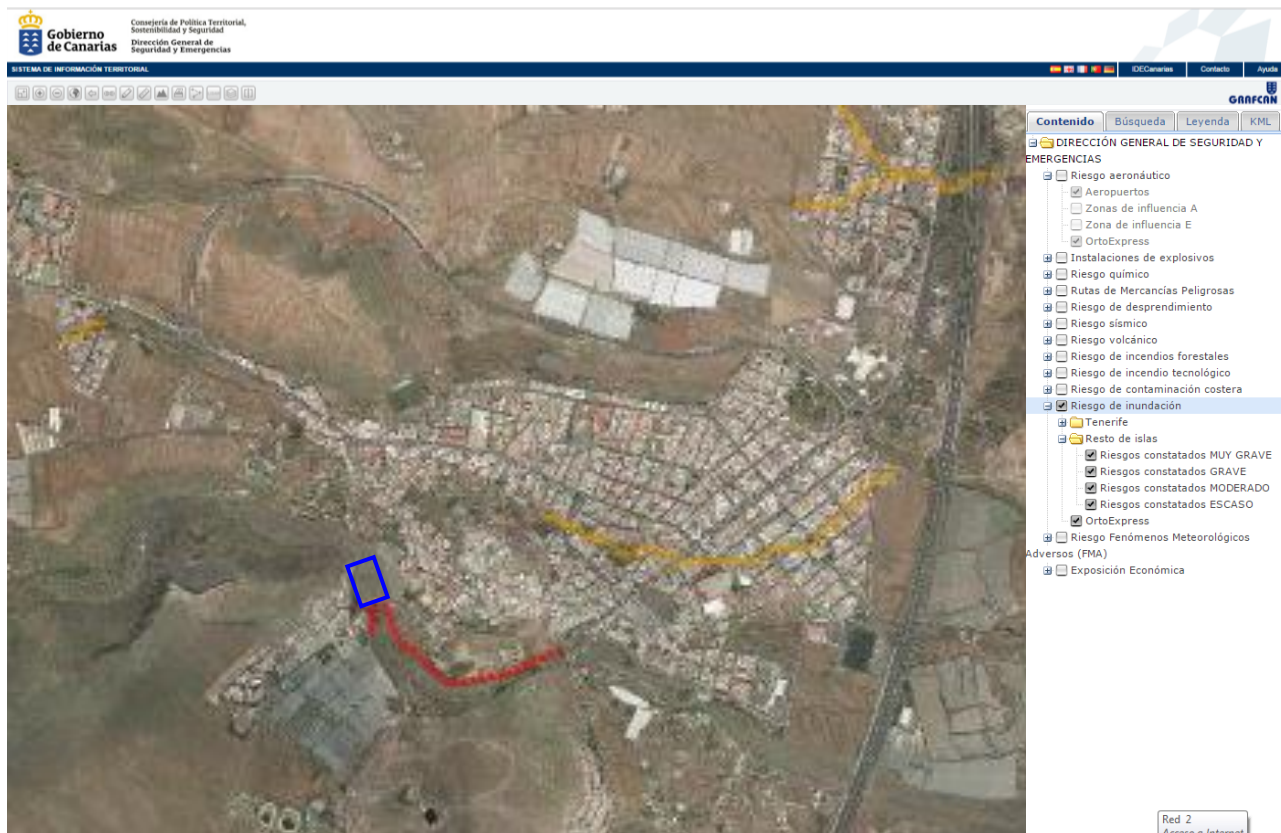 Gobierno
de Canarias
Consejería de Política Territorial,
Sostenibilidad y Seguridad
Dirección General de
Seguridad y Emergencias
SISTEMA DE INFORMACIÓN TERRITORIAL
IDECanarias
Contacto
Ayuda
GRAFCAN
Contenido
Búsqueda
Leyenda
KML
DIRECCIÓN GENERAL DE SEGURIDAD Y
EMERGENCIAS
Riesgo aeronáutico
Aeropuertos
Zonas de influencia A
Zona de influencia E
OrtoExpress
Instalaciones de explosivos
Riesgo químico
Rutas de Mercancías Peligrosas
Riesgo de desprendimiento
Riesgo sísmico
Riesgo volcánico
Riesgo de incendios forestales
Riesgo de incendio tecnológico
Riesgo de contaminación costera
Riesgo de inundación
Tenerife
Resto de islas
Riesgos constatados MUY GRAVE
Riesgos constatados GRAVE
Riesgos constatados MODERADO
Riesgos constatados ESCASO
OrtoExpress
Riesgo Fenómenos Meteorológicos
Adversos (FMA)
Exposición Económica
Red 2
Acceso a Internet